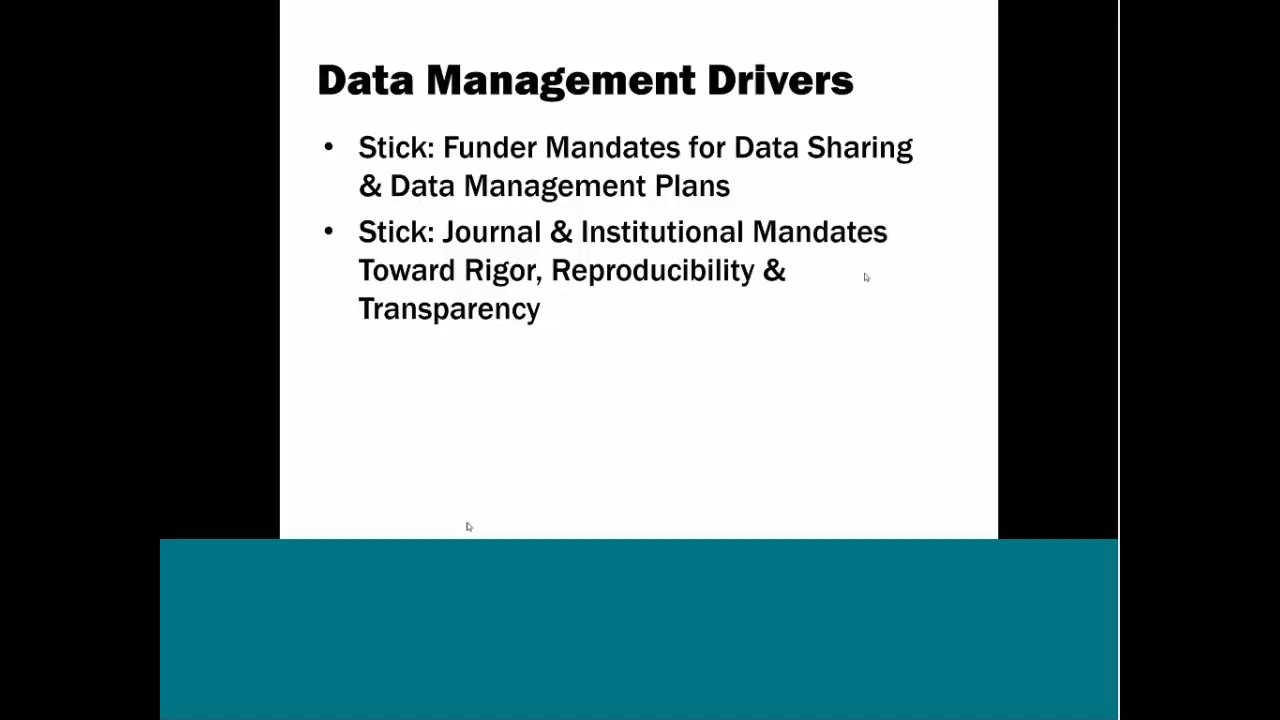 Data Management Drivers
• Stick: Funder Mandates for Data Sharing
& Data Management Plans
• Stick: Journal & Institutional Mandates
Toward Rigor, Reproducibility &
Transparency